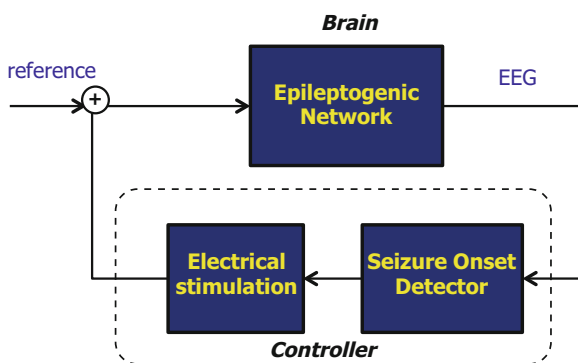 Brain
reference
+
Epileptogenic
Network
EEG
Electrical
stimulation
Seizure Onset
Detector
Controller